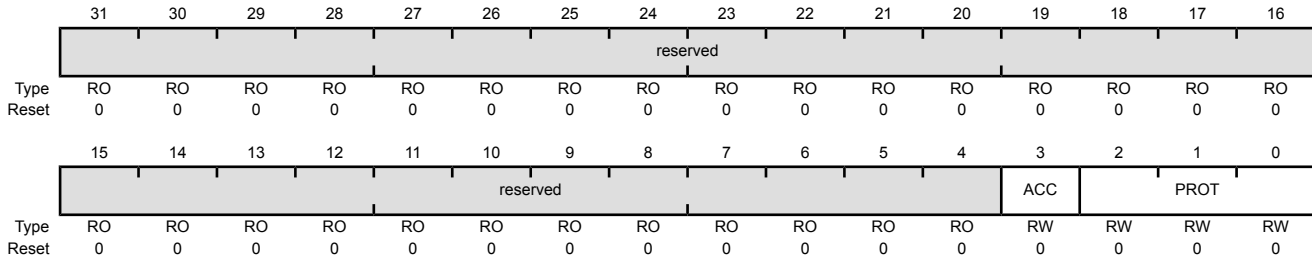 31 30 29 28 27 26 25 24 23 22 21 20 19 18 17 16
reserved
Type RO RO RO RO RO RO RO RO RO RO RO RO RO RO RO RO
Reset 0 0 0 0 0 0 0 0 0 0 0 0 0 0 0 0
15 14 13 12 11 10 9 8 7 6 5 4 3 2 1 0
reserved ACC PROT
Type RO RO RO RO RO RO RO RO RO RO RO RO RW RW RW RW
Reset 0 0 0 0 0 0 0 0 0 0 0 0 0 0 0 0